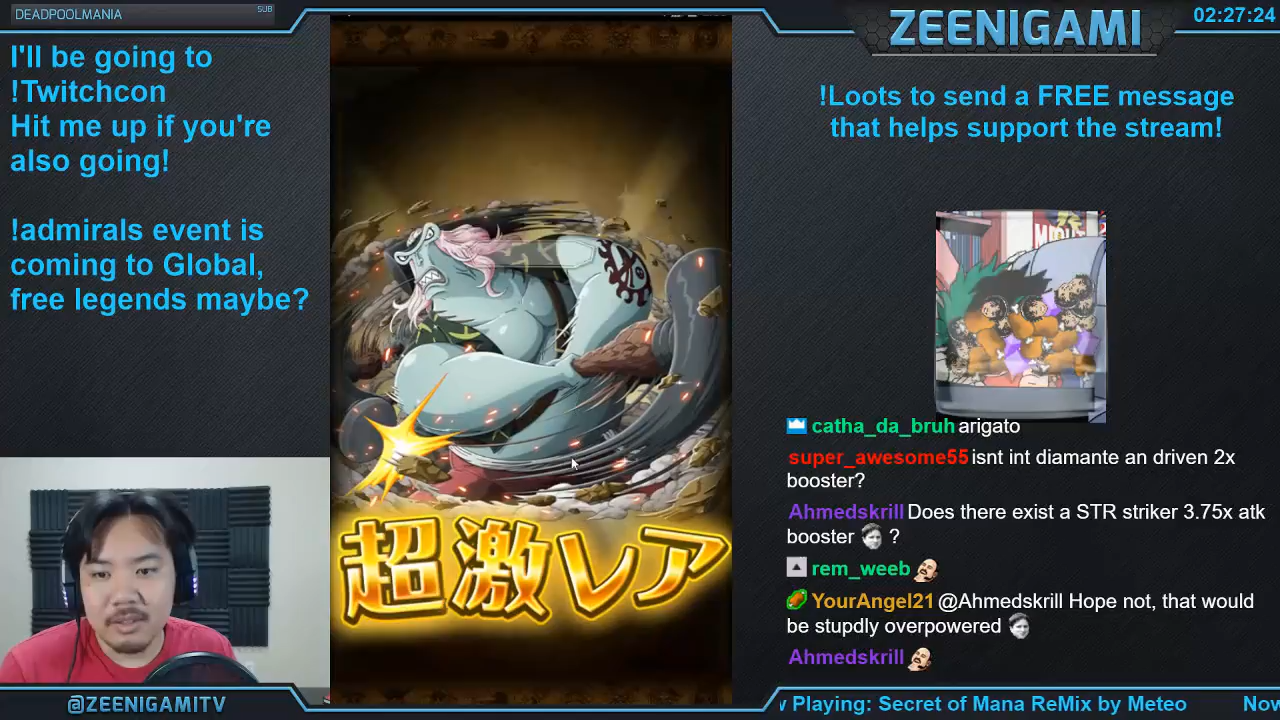 DEADPOOLMANIA
SUB
I'll be going to
!Twitchcon
Hit me up if you're
also going!
!admirals event is
coming to Global,
free legends maybe?
超激レア
@ZEENIGAMITV
ZEENIGAMI
02:27:24
!Loots to send a FREE message
that helps support the stream!
catha_da_bruh arigato
super_awesome55 isnt int diamante an driven 2x
booster?
Ahmedskrill Does there exist a STR striker 3.75x atk
booster ?
rem_weeb
YourAngel21 @Ahmedskrill Hope not, that would
be stupdly overpowered
Ahmedskrill
Playing: Secret of Mana ReMix by Meteo Now